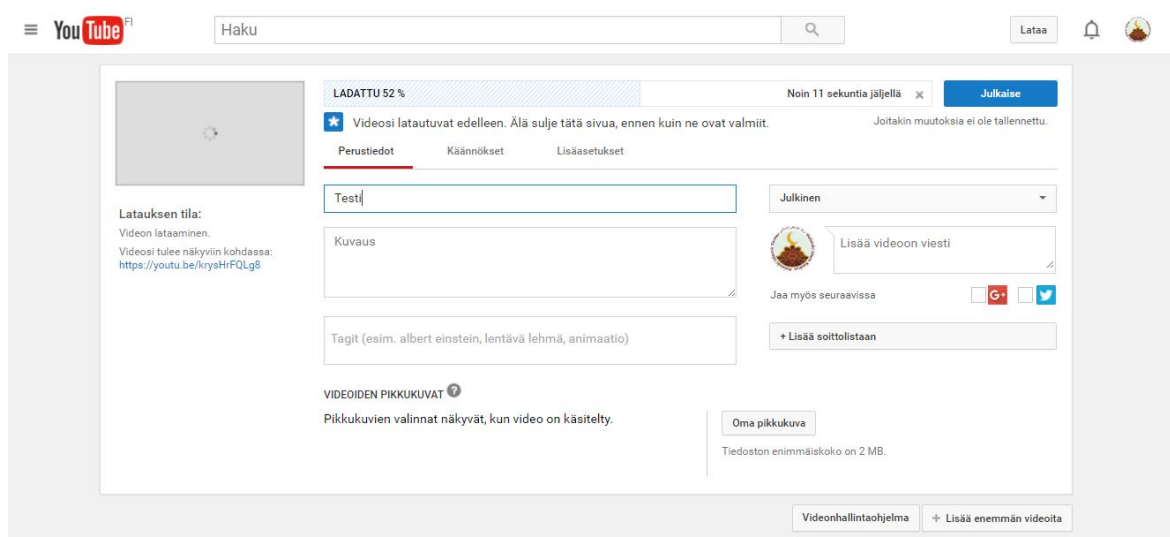 YouTube FI
Haku
Lataa
LADATTU 52 %
Noin 11 sekuntia jäljellä
Julkaise
Videosi latautuvat edelleen. Älä sulje tätä sivua, ennen kuin ne ovat valmiit.
Joitakin muutoksia ei ole tallennettu.
Perustiedot
Käännökset
Lisäasetukset
Latauksen tila:
Videon lataaminen.
Videosi tulee näkyviin kohdassa:
https://youtu.be/krysHrFQLg8
Testi
Kuvaus
Tagit (esim. albert einstein, lentävä lehmä, animaatio)
Julkinen
Lisää videoon viesti
Jaa myös seuraavissa
G+
+ Lisää soittolistaan
VIDEOIDEN PIKKUKUVAT ?
Pikkukuvien valinnat näkyvät, kun video on käsitelty.
Oma pikkukuva
Tiedoston enimmäiskoko on 2 MB.
Videonhallintaohjelma
+ Lisää enemmän videoita